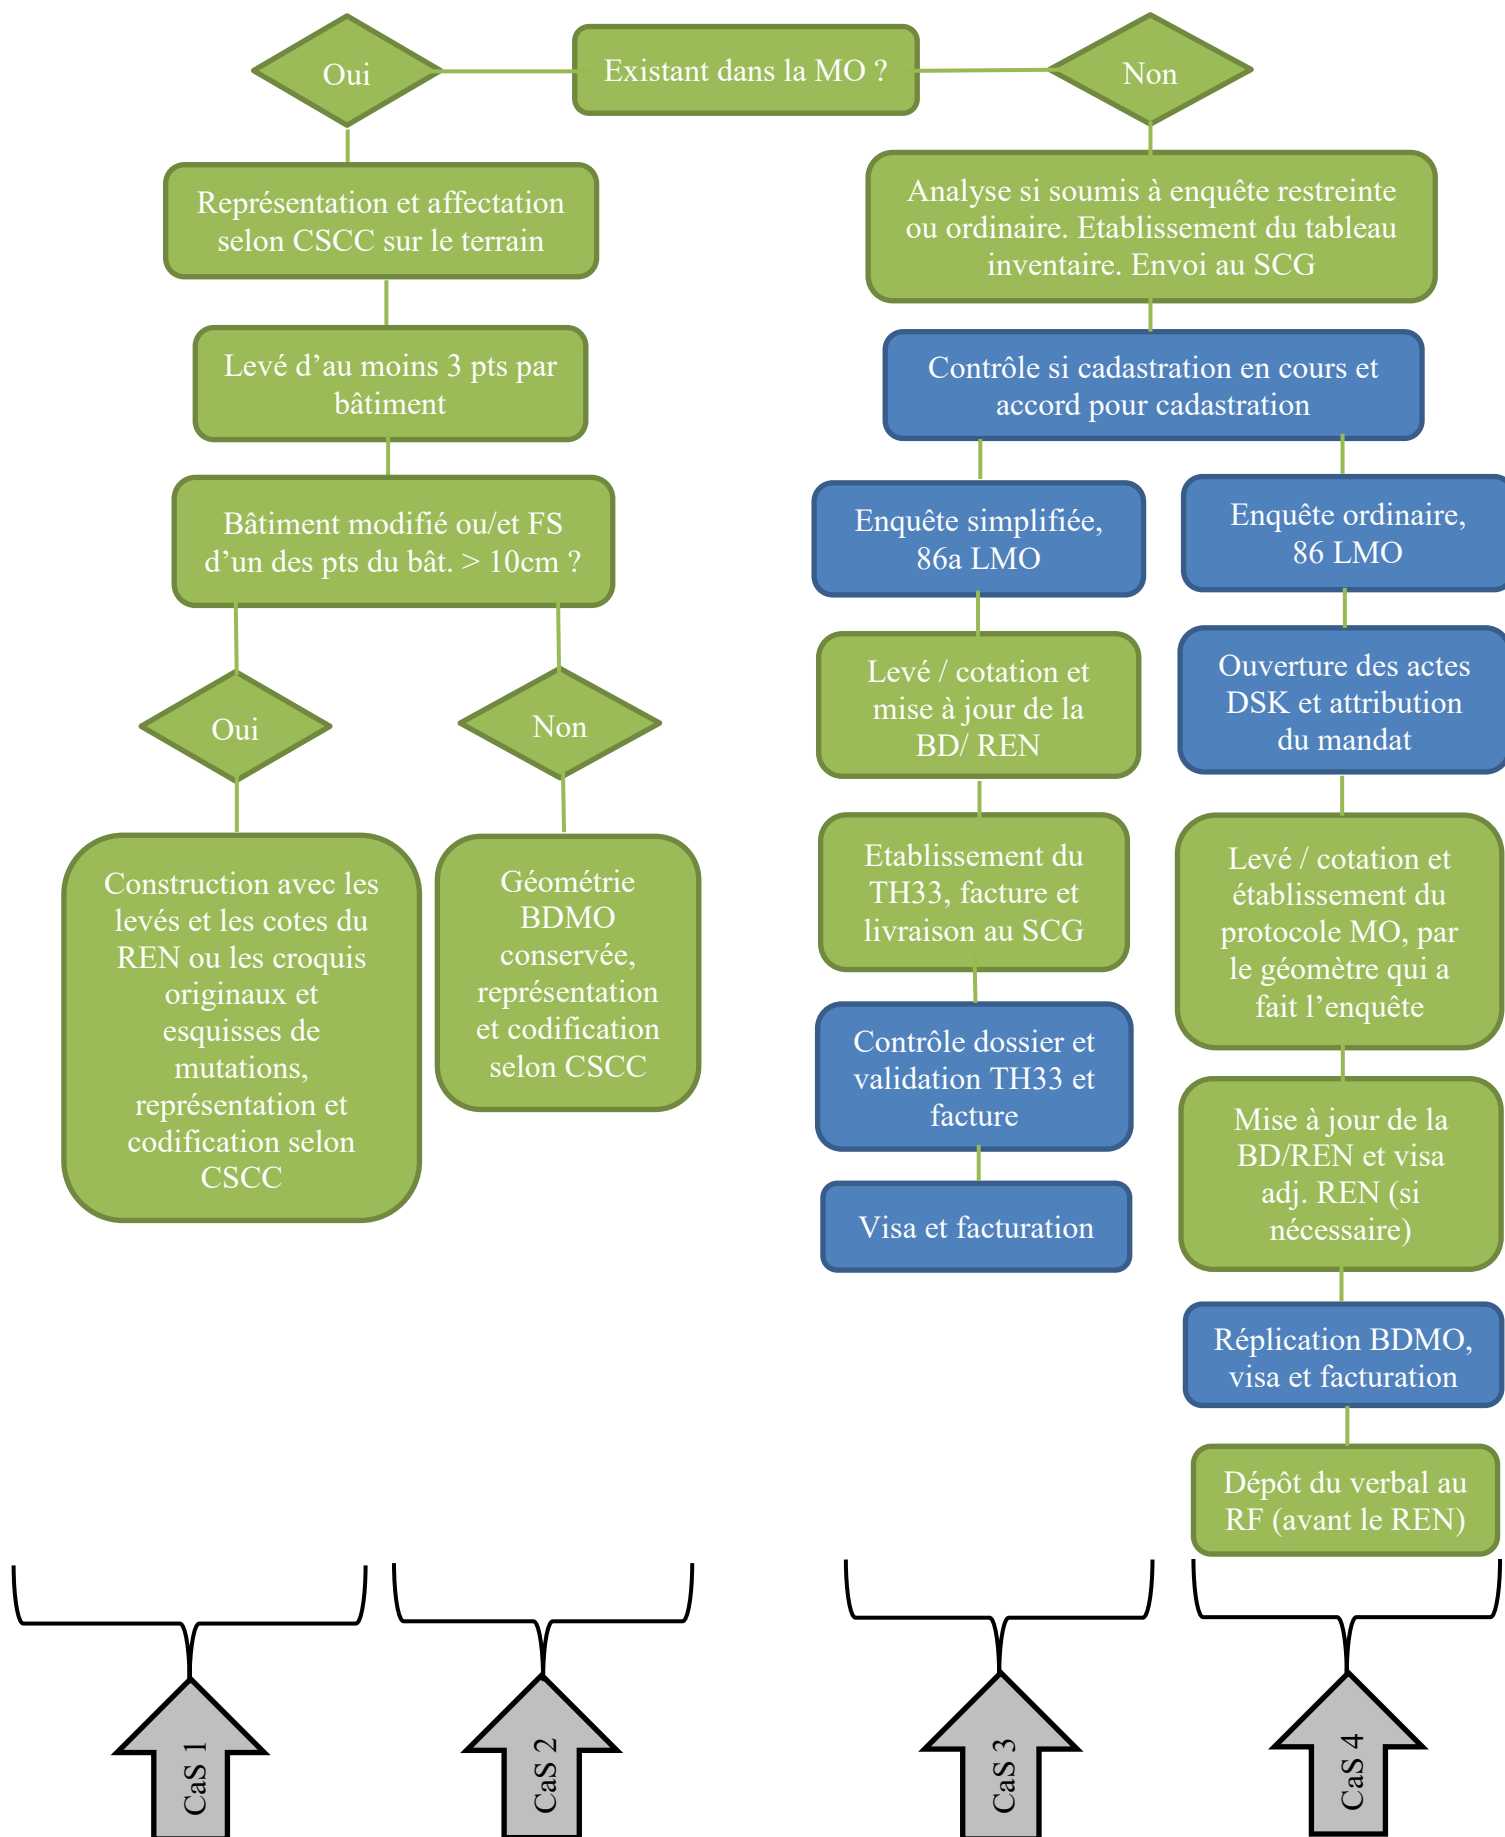 Oui
Existant dans la MO ?
Non
Représentation et affectation
selon CSCC sur le terrain
Levé d’au moins 3 pts par
bâtiment
Bâtiment modifié ou/et FS
d’un des pts du bât. > 10cm ?
Oui
Non
Construction avec les
levés et les cotes du
REN ou les croquis
originaux et
esquisses de
mutations,
représentation et
codification selon
CSCC
Géométrie
BDMO
conservée,
représentation
et codification
selon CSCC
Analyse si soumis à enquête restreinte
ou ordinaire. Etablissement du tableau
inventaire. Envoi au SCG
Contrôle si cadastration en cours et
accord pour cadastration
Enquête simplifiée,
86a LMO
Levé / cotation et
mise à jour de la
BD/ REN
Etablissement du
TH33, facture et
livraison au SCG
Contrôle dossier et
validation TH33 et
facture
Visa et facturation
Enquête ordinaire,
86 LMO
Ouverture des actes
DSK et attribution
du mandat
Levé / cotation et
établissement du
protocole MO, par
le géomètre qui a
fait l’enquête
Mise à jour de la
BD/REN et visa
adj. REN (si
nécessaire)
Réplication BDMO,
visa et facturation
Dépôt du verbal au
RF (avant le REN)
CaS 1
CaS 2
CaS 3
CaS 4